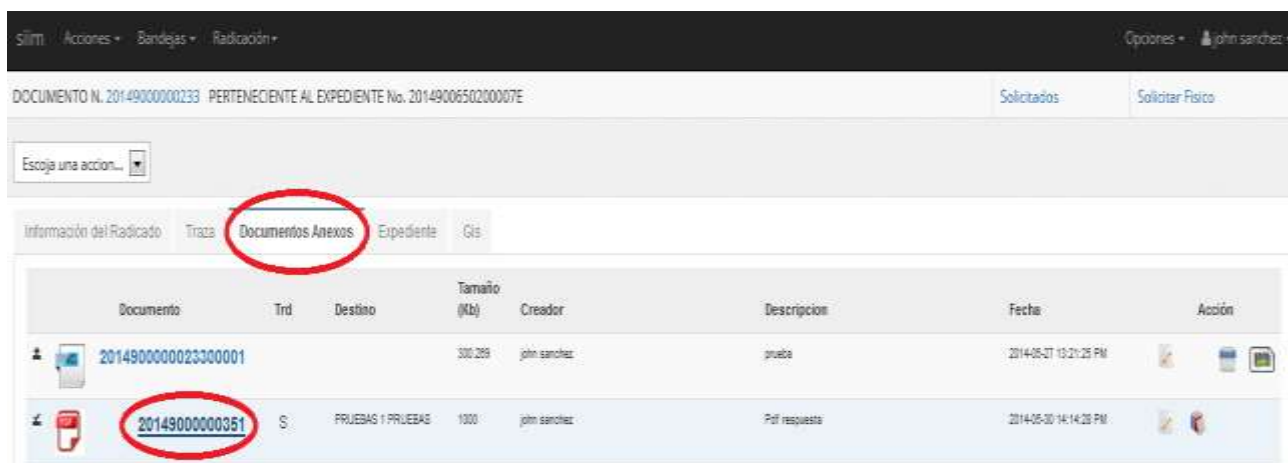 siim Acciones Bandejas Radicación Opciones john sanchez
DOCUMENTO N. 20149000000233 PERTENECIENTE AL EXPEDIENTE No. 201490065020007E Solicitados Solicitar Fisico
Escoja una accion...
Información del Radicado Traza Documentos Anexos Expediente Gis
Documento Trd Destino Tamaño (Kb) Creador Descripcion Fecha Acción
2014900000023300001 300.289 john sanchez prueba 2014-05-27 13:21:25 PM
20149000000351 S PRUEBAS 1 PRUEBAS 1000 john sanchez Pdf respuesta 2014-05-30 14:14:28 PM